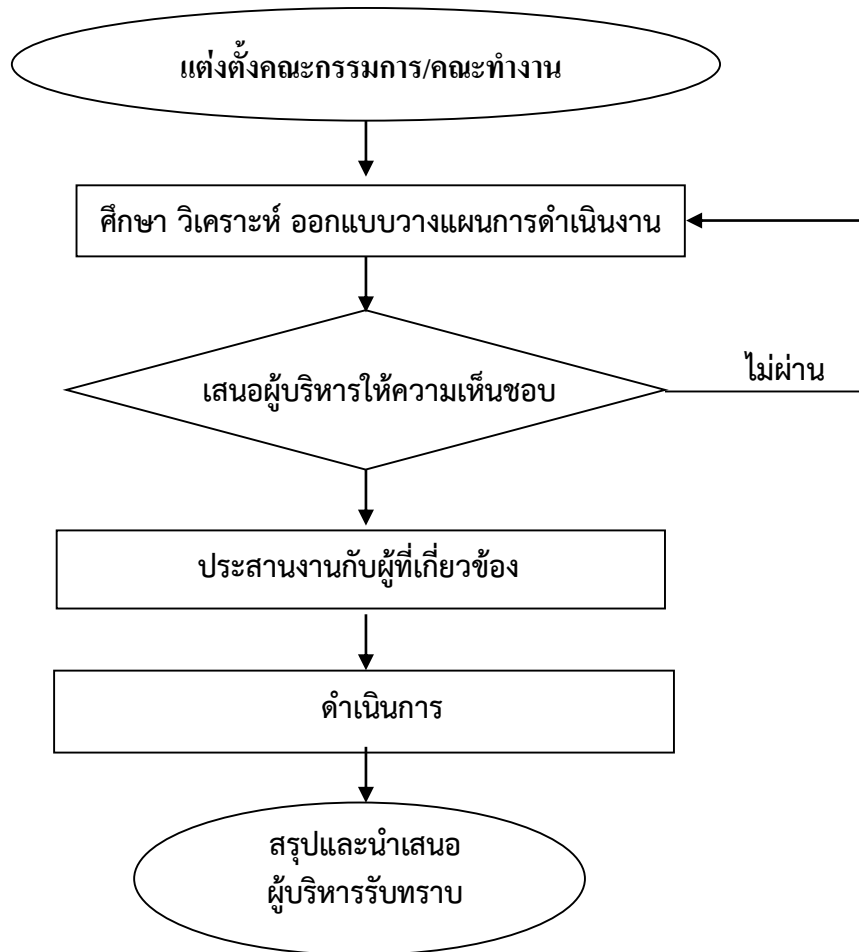 แต่งตั้งคณะกรรมการ/คณะทำงาน
ศึกษา วิเคราะห์ ออกแบบวางแผนการดำเนินงาน
เสนอผู้บริหารให้ความเห็นชอบ
ไม่ผ่าน
ประสานงานกับผู้ที่เกี่ยวข้อง
ดำเนินการ
สรุปและนำเสนอ
ผู้บริหารรับทราบ